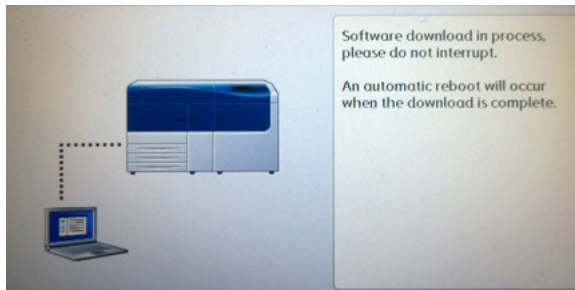 Software download in process,
please do not interrupt.
An automatic reboot will occur
when the download is complete.